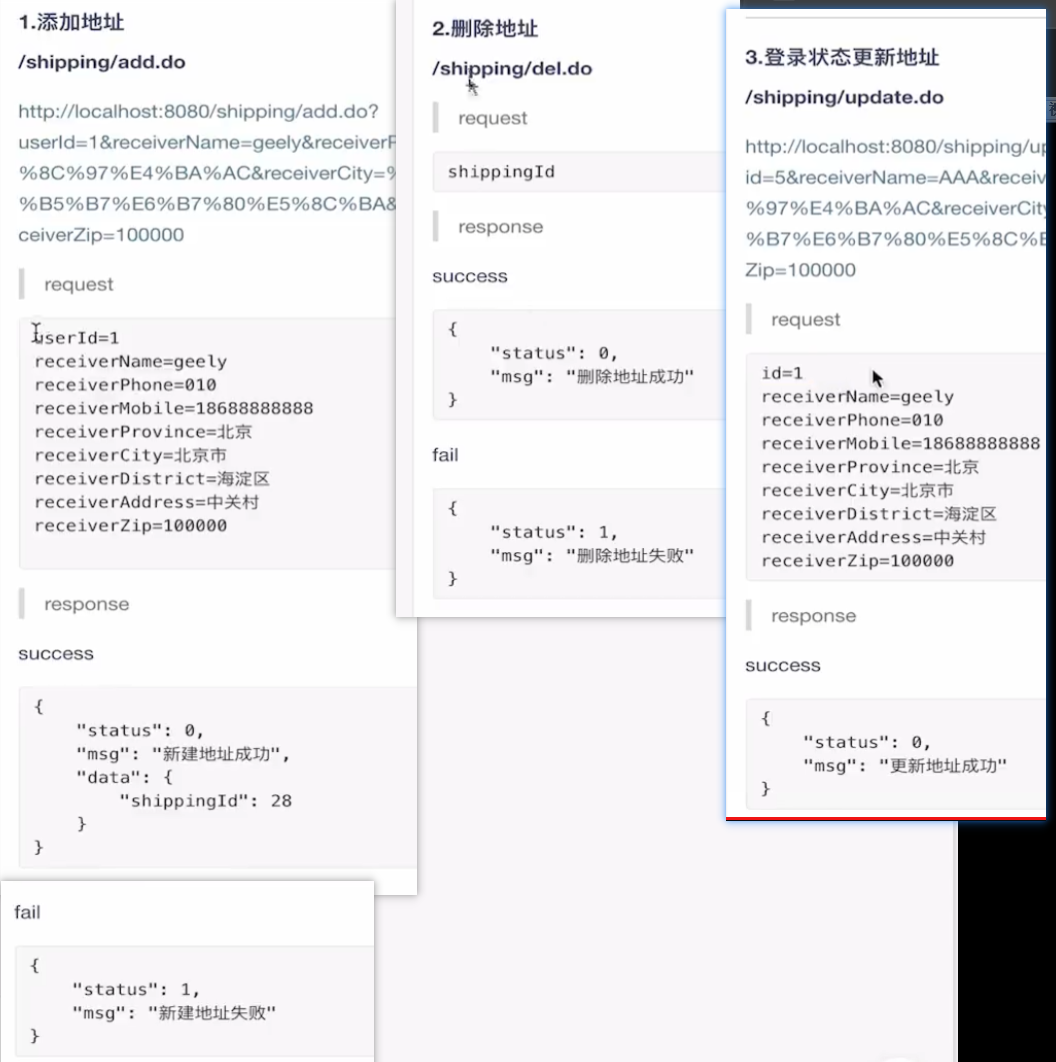 1.添加地址
/shipping/add.do
http://localhost:8080/shipping/add.do?
userId=1&receiverName=geely&receiverP
%8C%97%E4%BA%AC&receiverCity=%
%B5%B7%E6%B7%80%E5%8C%BA&
ceiverZip=100000
request
userId=1
receiverName=geely
receiverPhone=010
receiverMobile=18688888888
receiverProvince=北京
receiverCity=北京市
receiverDistrict=海淀区
receiverAddress=中关村
receiverZip=100000
response
success
{
"status": 0,
"msg": "新建地址成功",
"data": {
"shippingId": 28
}
}
fail
{
"status": 1,
"msg": "新建地址失败"
}
2.删除地址
/shipping/del.do
request
shippingId
response
success
{
"status": 0,
"msg": "删除地址成功"
}
fail
{
"status": 1,
"msg": "删除地址失败"
}
3.登录状态更新地址
/shipping/update.do
http://localhost:8080/shipping/up
id=5&receiverName=AAA&receiv
%97%E4%BA%AC&receiverCity
%B7%E6%B7%80%E5%8C%B
Zip=100000
request
id=1
receiverName=geely
receiverPhone=010
receiverMobile=18688888888
receiverProvince=北京
receiverCity=北京市
receiverDistrict=海淀区
receiverAddress=中关村
receiverZip=100000
response
success
{
"status": 0,
"msg": "更新地址成功"
}